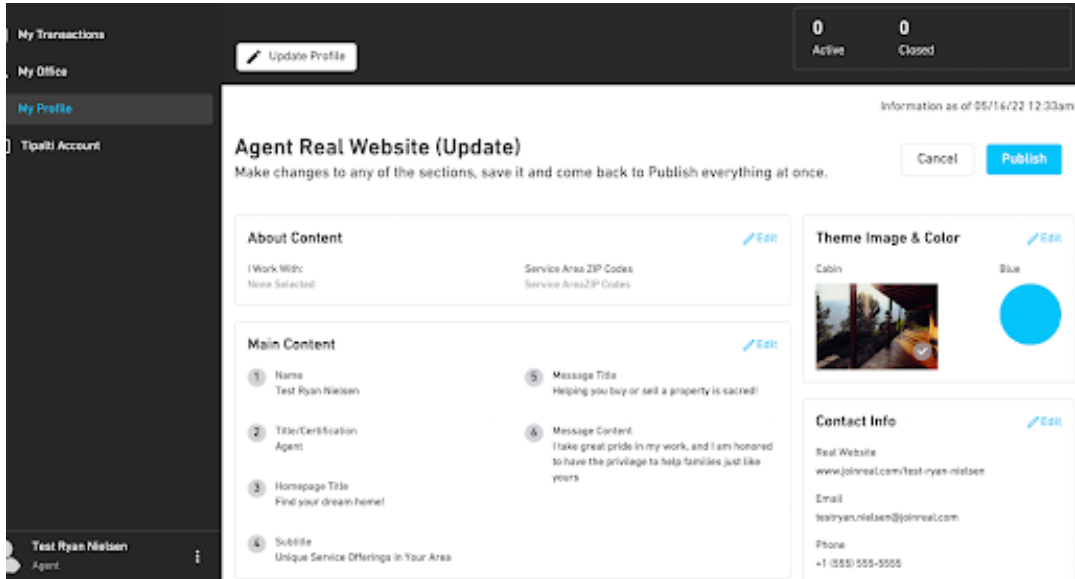 My Transactions
My Office
My Profile
Tipalti Account
Test Ryan Nielsen
Agent
Update Profile
0
Active
0
Closed
Information as of 05/16/22 12:33am
Agent Real Website (Update)
Make changes to any of the sections, save it and come back to Publish everything at once.
Cancel
Publish
About Content
Edit
I Work With:
None Selected
Service Area ZIP Codes
Service AreaZIP Codes
Main Content
Edit
1 Name
Test Ryan Nielsen
2 Title/Certification
Agent
3 Homepage Title
Find your dream home!
4 Subtitle
Unique Service Offerings in Your Area
5 Message Title
Helping you buy or sell a property is sacred!
6 Message Content
I take great pride in my work, and I am honored
to have the privilege to help families just like
yours
Theme Image & Color
Edit
Cabin
Blue
Contact Info
Edit
Real Website
www.joinreal.com/test-ryan-nielsen
Email
testryan.nielsen@joinreal.com
Phone
+1 (555) 555-5555